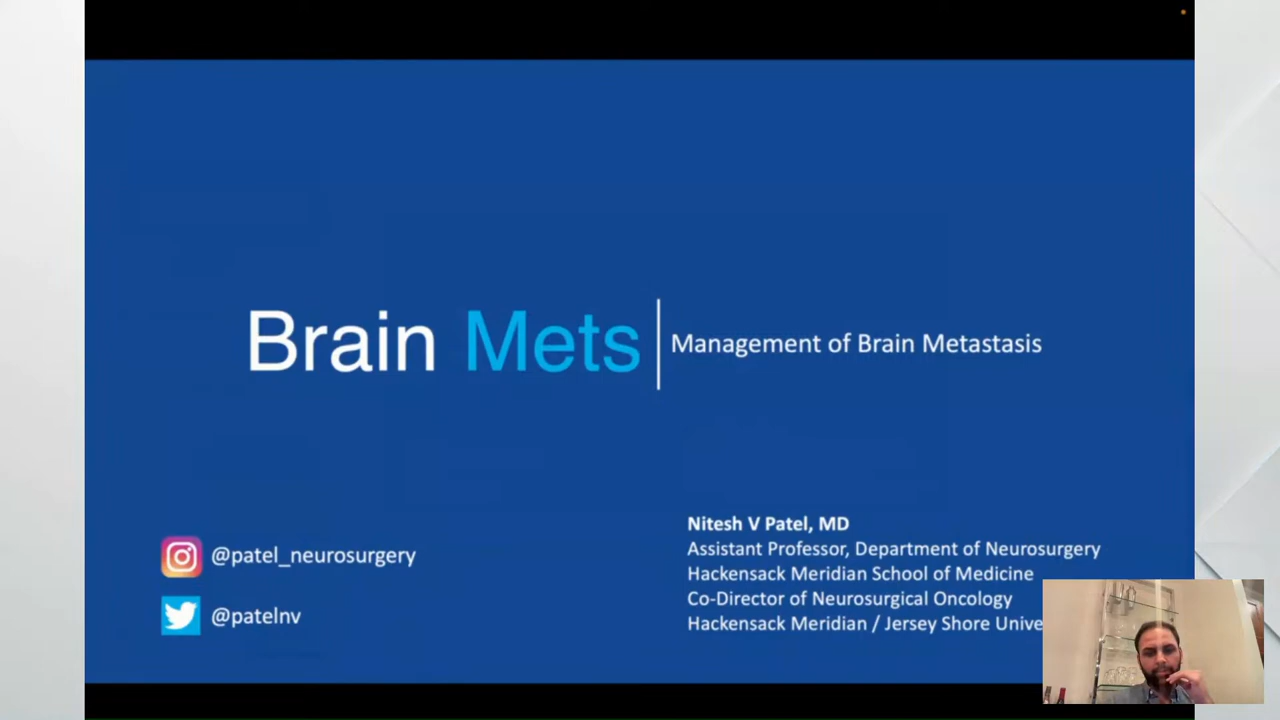 Brain Mets
Management of Brain Metastasis
Nitesh V Patel, MD
Assistant Professor, Department of Neurosurgery
Hackensack Meridian School of Medicine
Co-Director of Neurosurgical Oncology
Hackensack Meridian / Jersey Shore Unive
@patel_neurosurgery
@patelnv